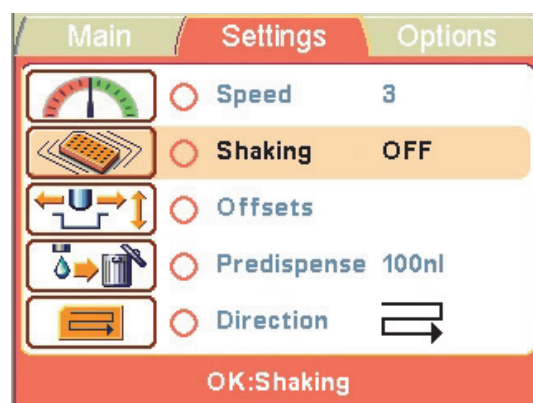 Main Settings Options
Speed 3
Shaking OFF
Offsets
Predispense 100nl
Direction
OK:Shaking